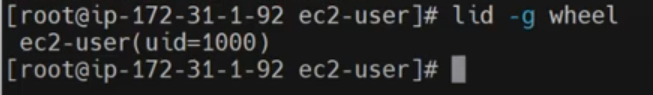 [root@ip-172-31-1-92 ec2-user]# lid -g wheel
 ec2-user(uid=1000)
[root@ip-172-31-1-92 ec2-user]#